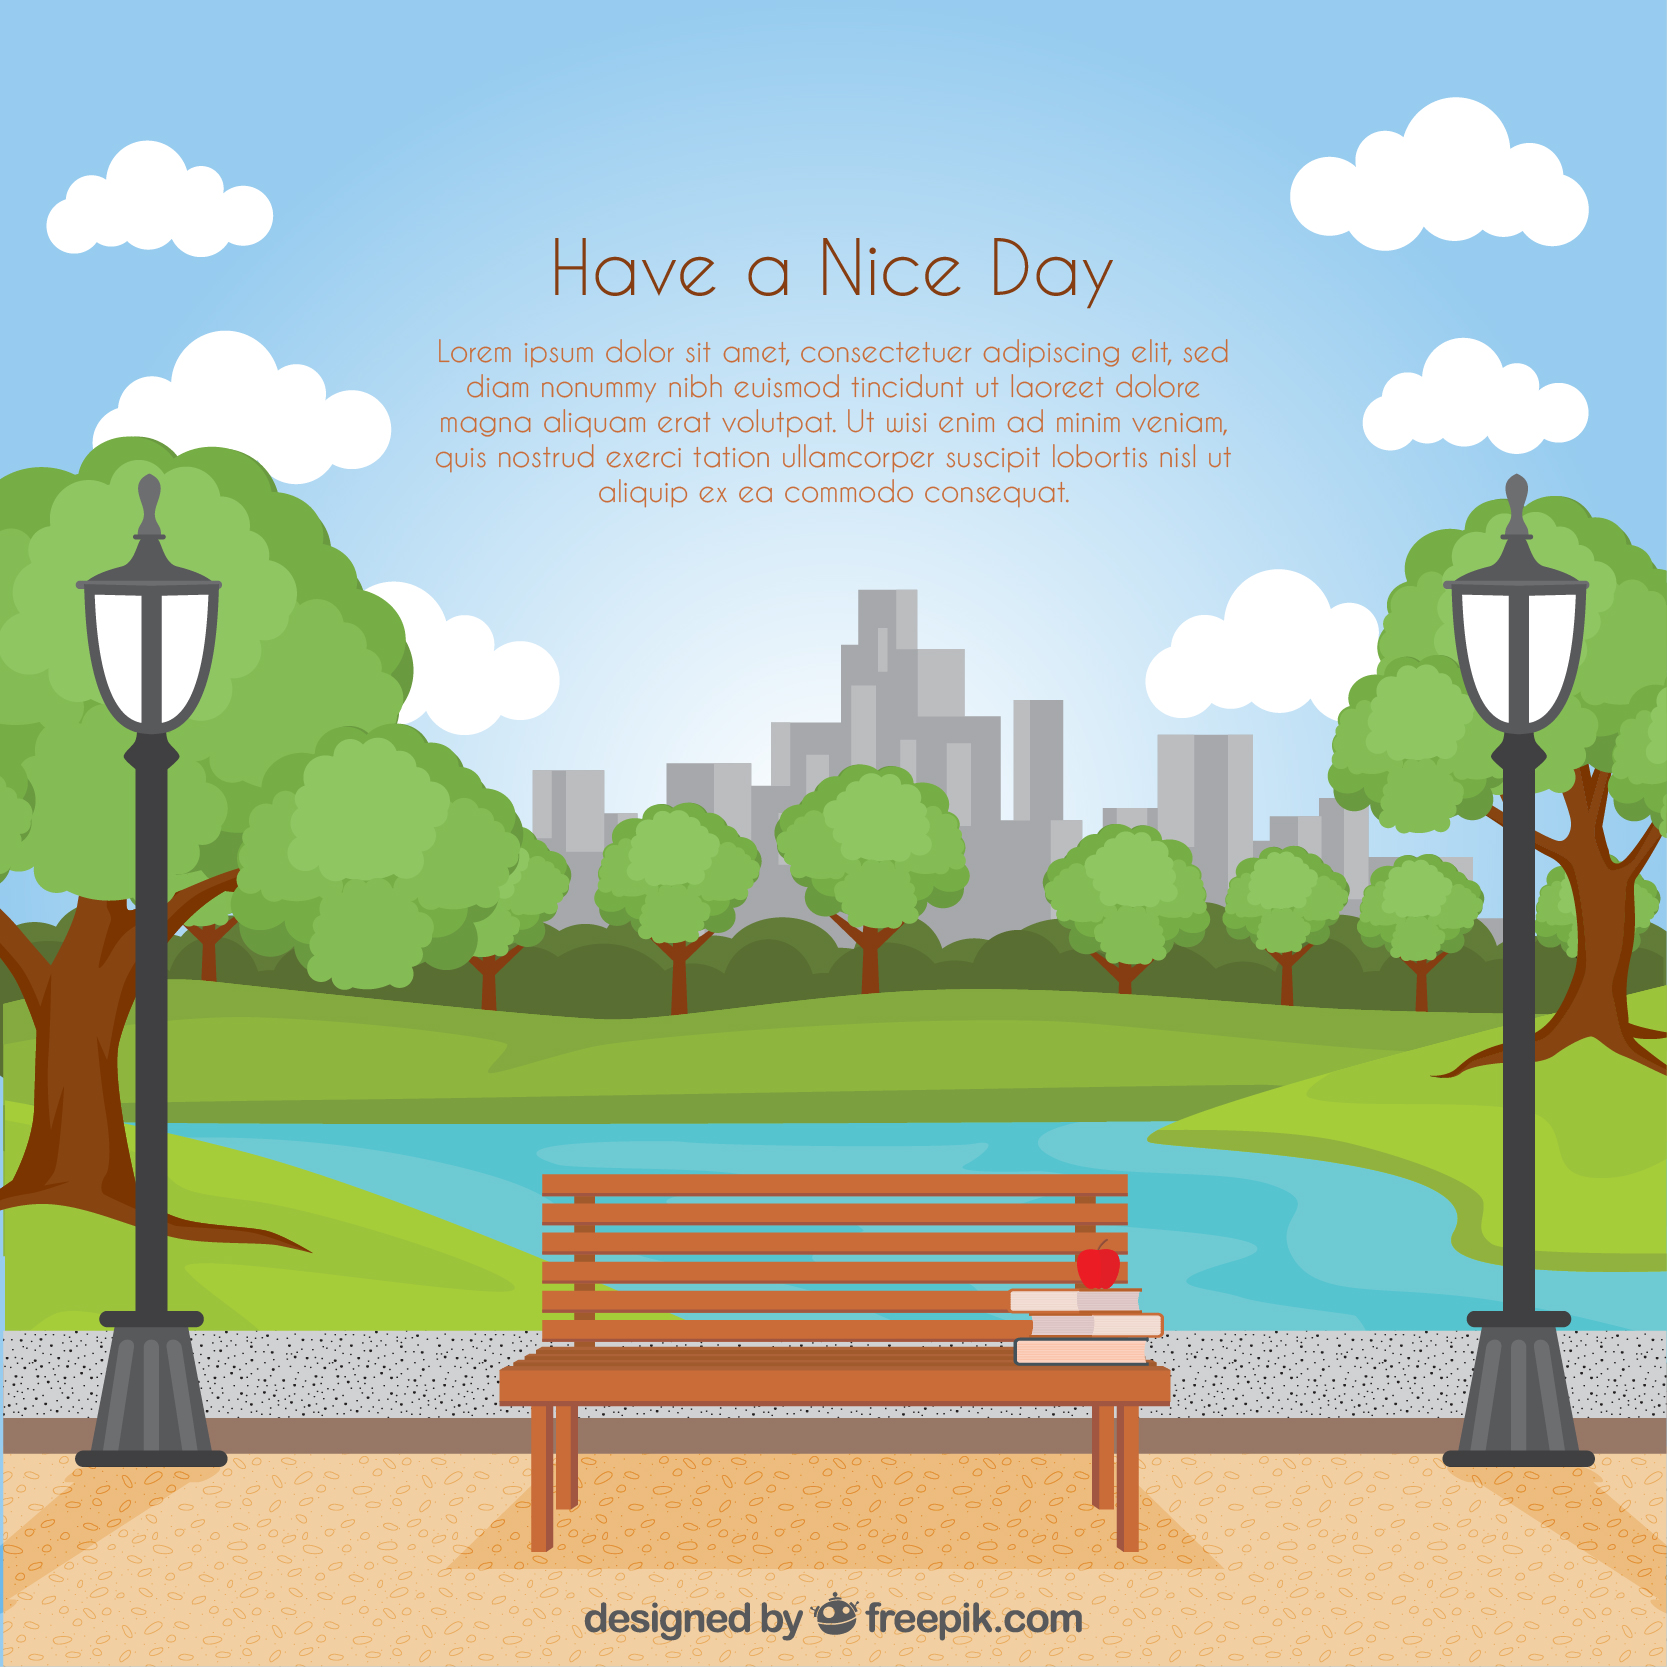 Have a Nice Day
Lorem ipsum dolor sit amet, consectetuer adipiscing elit, sed
diam nonummy nibh euismod tincidunt ut laoreet dolore
magna aliquam erat volutpat. Ut wisi enim ad minim veniam,
quis nostrud exerci tation ullamcorper suscipit lobortis nisl ut
aliquip ex ea commodo consequat.
designed by freepik.com